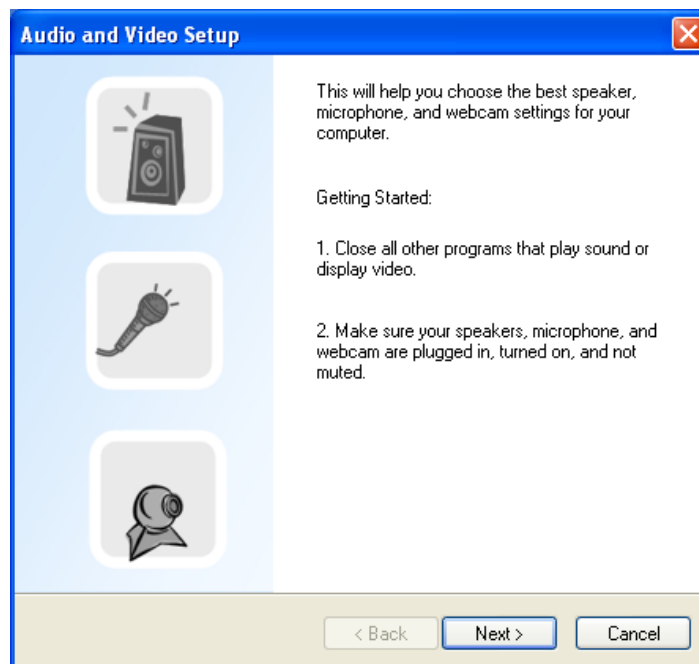 Audio and Video Setup
This will help you choose the best speaker,
microphone, and webcam settings for your
computer.
Getting Started:
1. Close all other programs that play sound or
display video.
2. Make sure your speakers, microphone, and
webcam are plugged in, turned on, and not
muted.
< Back
Next >
Cancel